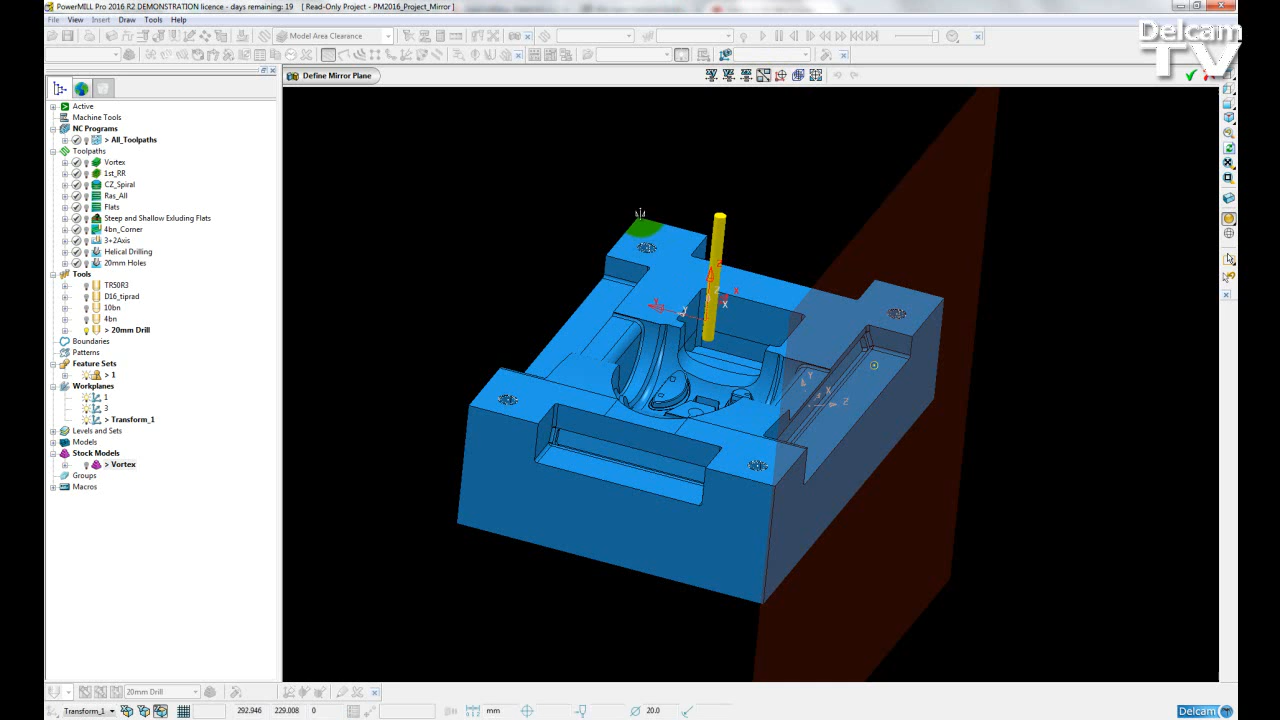 PowerMILL Pro 2016 R2 DEMONSTRATION licence - days remaining: 19 [ Read-Only Project - PM2016_Project_Mirror ]
File View Insert Draw Tools Help
Delcam
TV
Model Area Clearance
Define Mirror Plane
Active
Machine Tools
NC Programs
> All_Toolpaths
Toolpaths
Vortex
1st_RR
CZ_Spiral
Ras_All
Flats
Steep and Shallow Exluding Flats
4bn_Corner
3+2Axis
Helical Drilling
20mm Holes
Tools
TR50R3
D16_tiprad
10bn
4bn
> 20mm Drill
Boundaries
Patterns
Feature Sets
> 1
Workplanes
1
3
> Transform_1
Levels and Sets
Models
Stock Models
> Vortex
Groups
Macros
Z
X
X
Y
X
Y
X
Z
20mm Drill
Transform_1 292.946 229.008 0 mm 20.0 Delcam